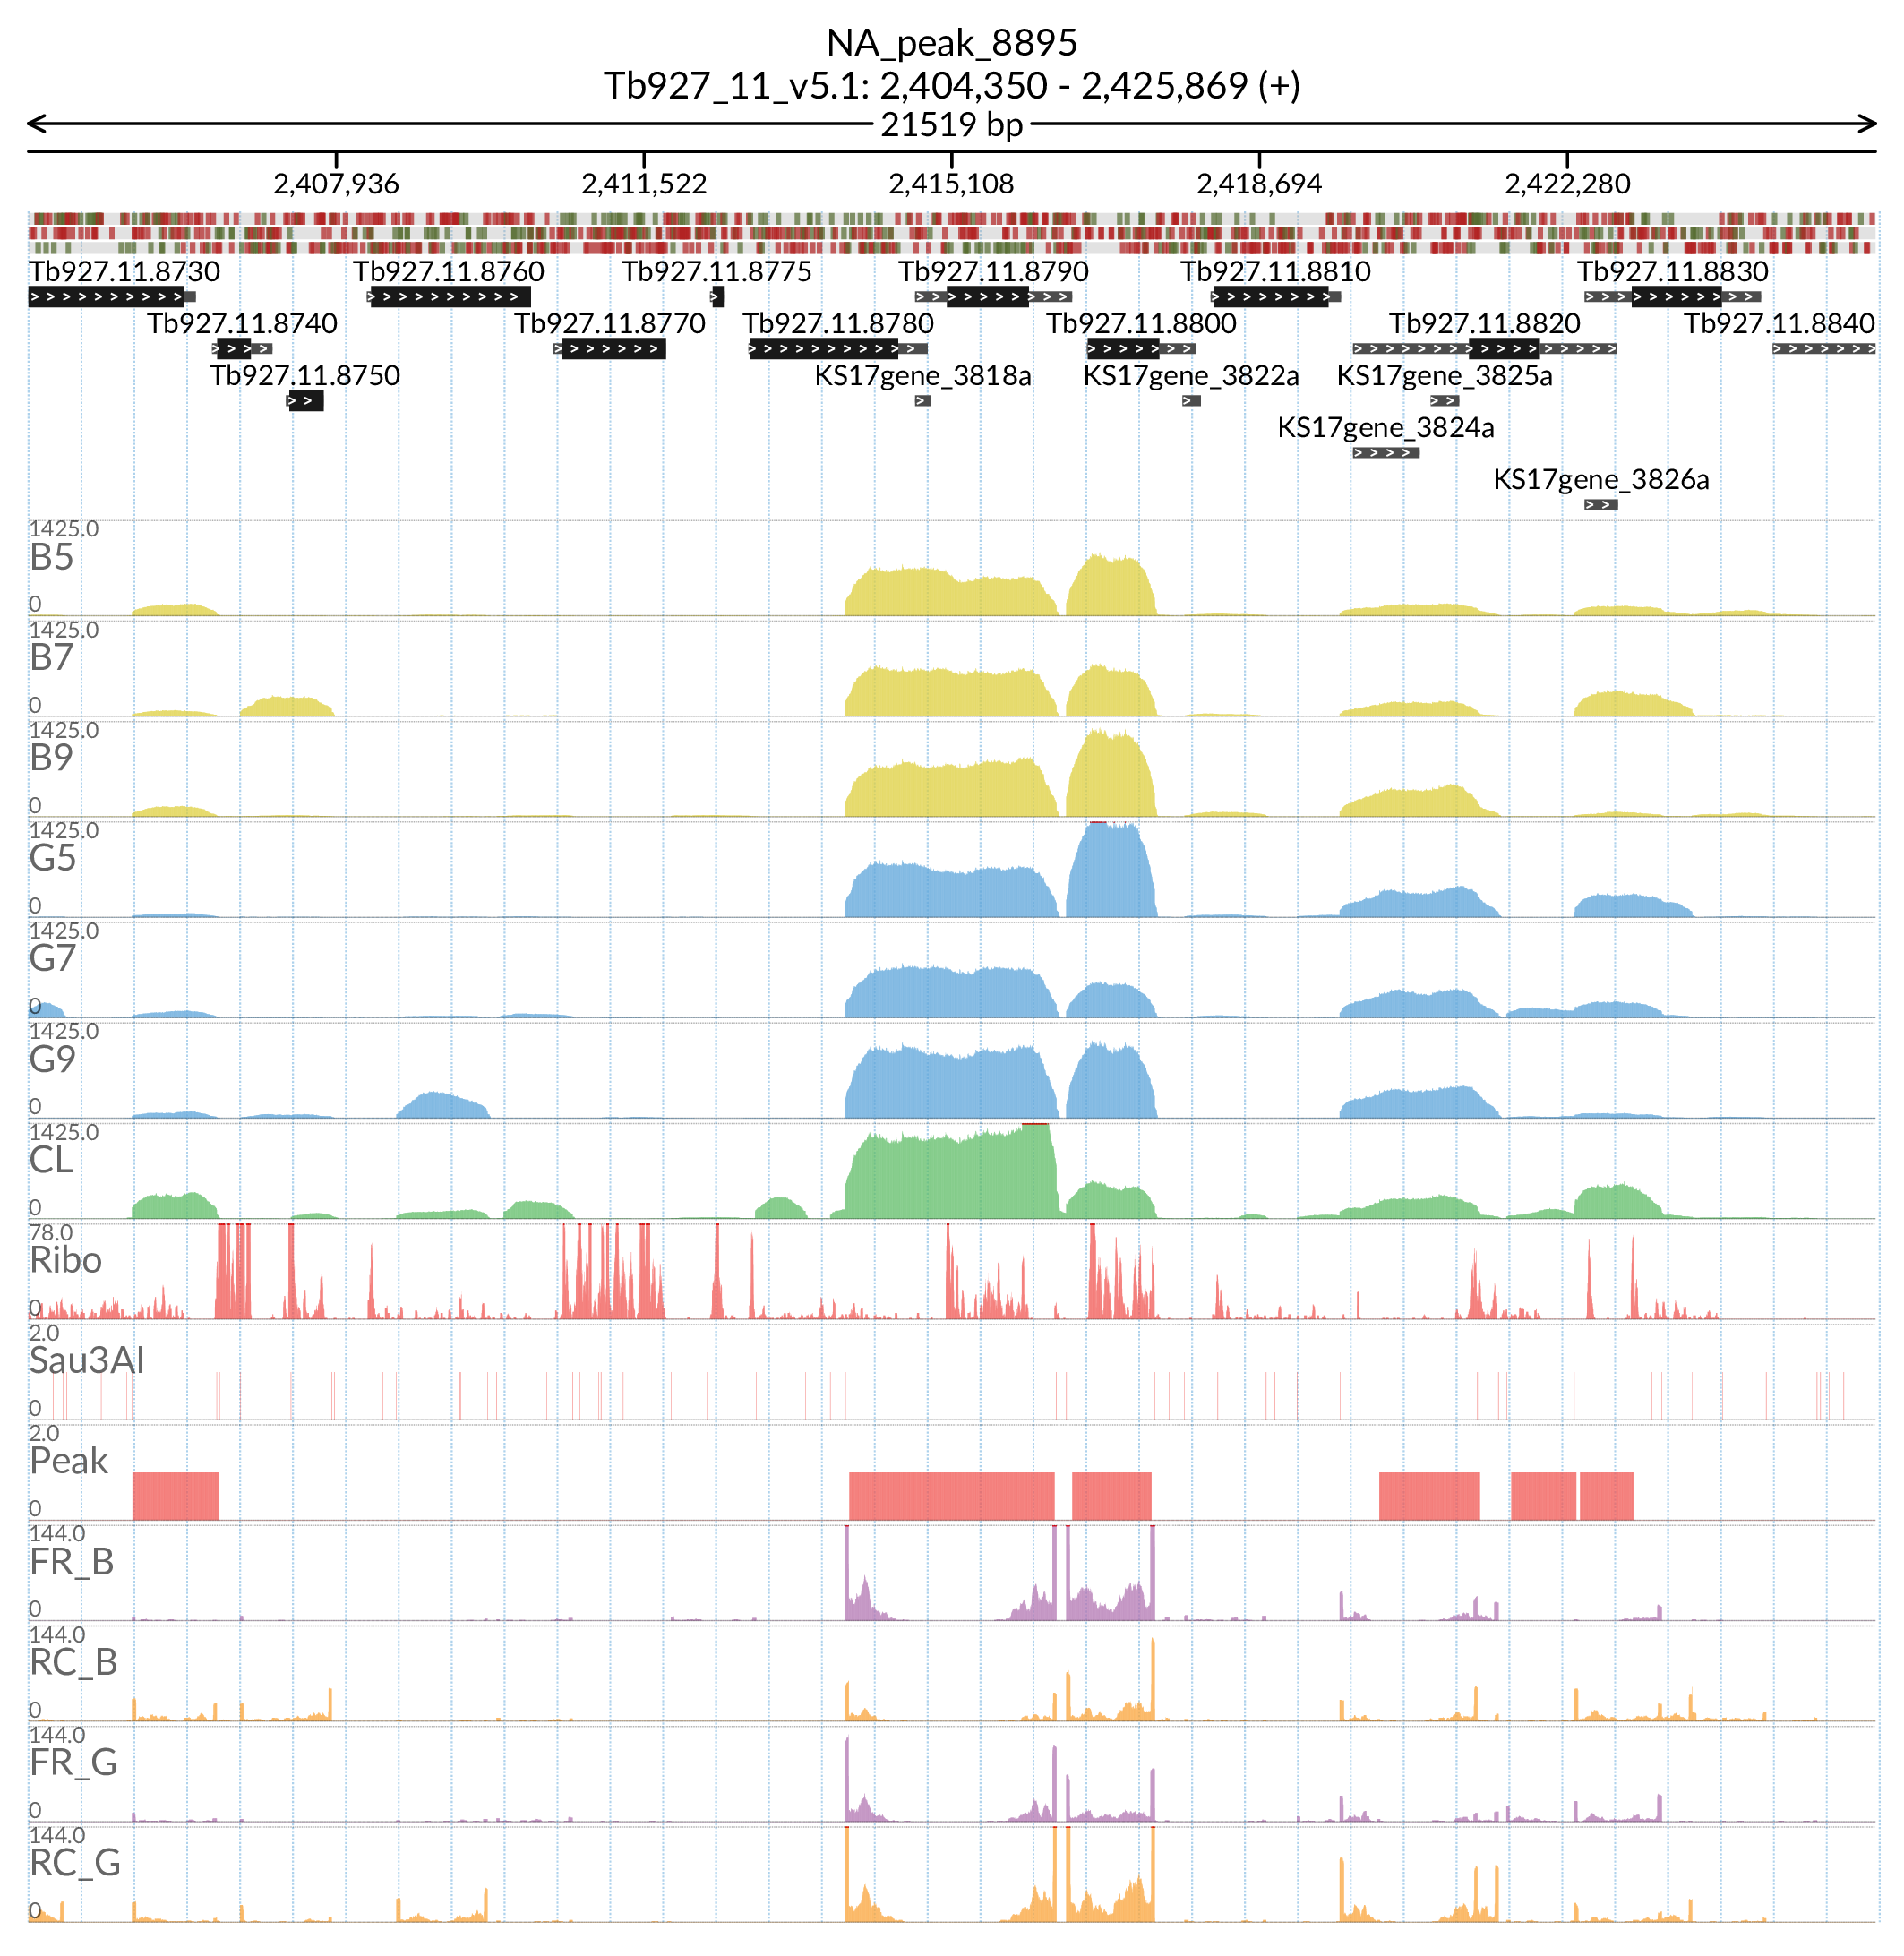 NA_peak_8895
Tb927_11_v5.1: 2,404,350 - 2,425,869 (+)
21519 bp
2,407,936 2,411,522 2,415,108 2,418,694 2,422,280
Tb927.11.8730 Tb927.11.8760 Tb927.11.8775 Tb927.11.8790 Tb927.11.8810 Tb927.11.8830
Tb927.11.8740 Tb927.11.8770 Tb927.11.8780 Tb927.11.8800 Tb927.11.8820 Tb927.11.8840
Tb927.11.8750 KS17gene_3818a KS17gene_3822a KS17gene_3825a
KS17gene_3824a
KS17gene_3826a
1425.0
B5
0
1425.0
B7
0
1425.0
B9
0
1425.0
G5
0
1425.0
G7
0
1425.0
G9
0
1425.0
CL
0
78.0
Ribo
0
2.0
Sau3AI
0
2.0
Peak
0
144.0
FR_B
0
144.0
RC_B
0
144.0
FR_G
0
144.0
RC_G
0